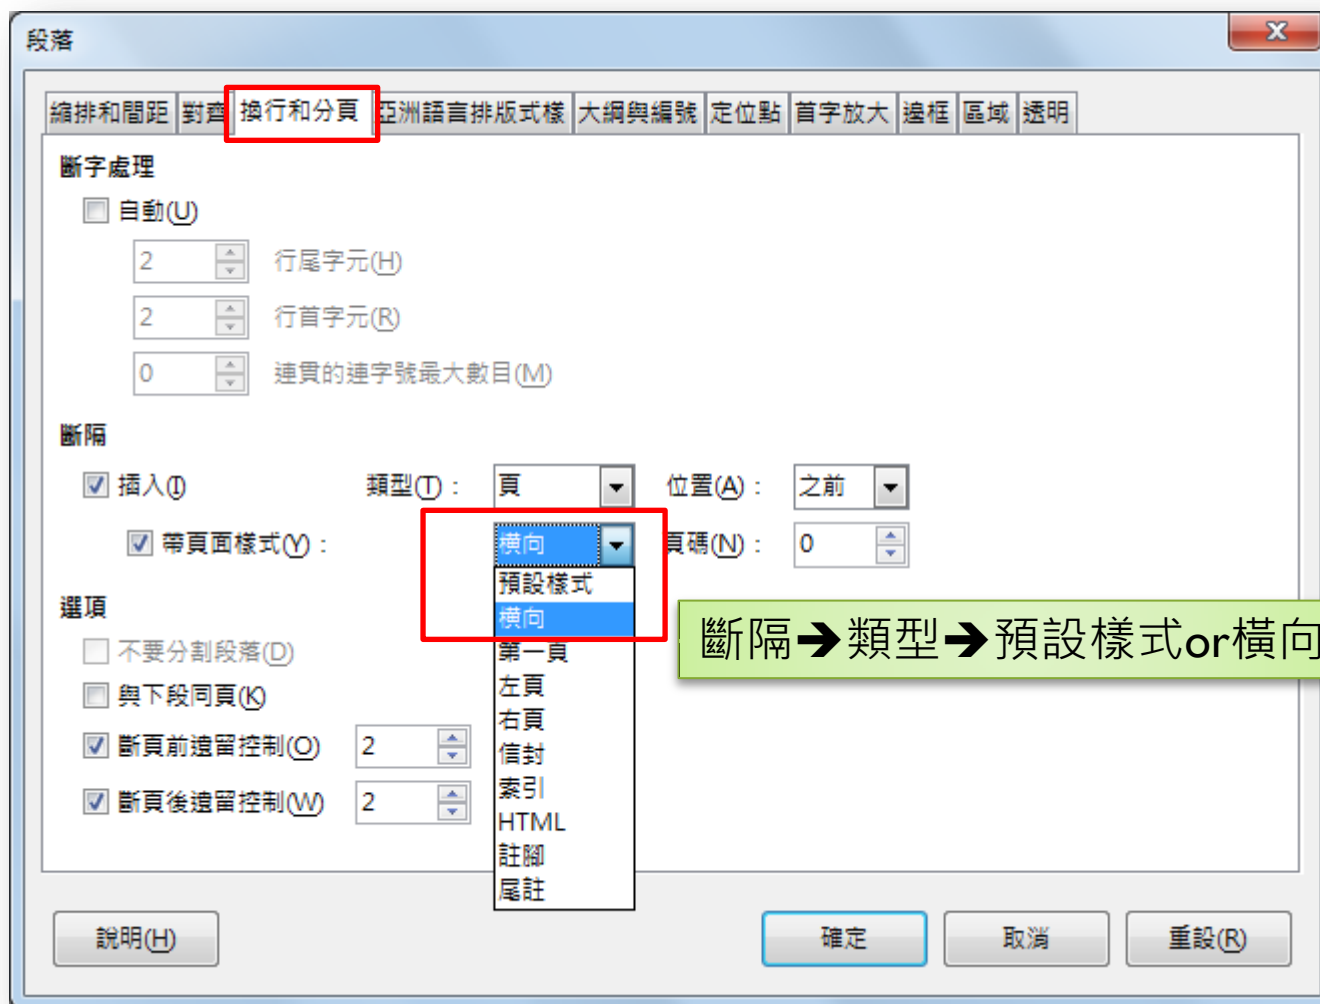 段落
縮排和間距 對齊 換行和分頁 亞洲語言排版式樣 大綱與編號 定位點 首字放大 邊框 區域 透明
斷字處理
自動(U)
2 行尾字元(H)
2 行首字元(R)
0 連貫的連字號最大數目(M)
斷隔
插入(I) 類型(T)： 頁 位置(A)： 之前
帶頁面樣式(Y)： 橫向 頁碼(N)： 0
預設樣式
選項
橫向
斷隔➔類型➔預設樣式or橫向
不要分割段落(D) 第一頁
與下段同頁(K) 左頁
右頁
斷頁前遺留控制(O) 2 信封
索引
斷頁後遺留控制(W) 2 HTML
註腳
尾註
說明(H) 確定 取消 重設(R)